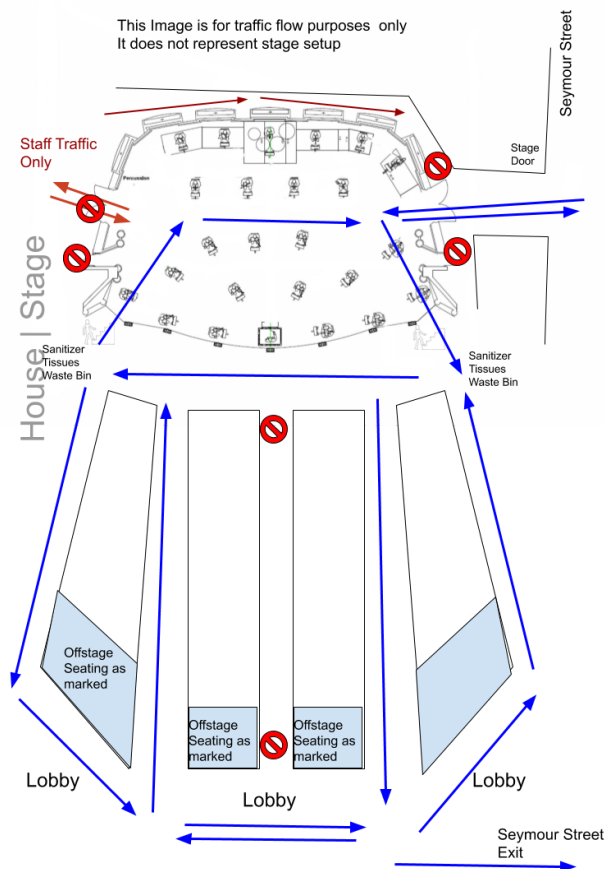 This Image is for traffic flow purposes only
It does not represent stage setup
Seymour Street
Staff Traffic
Only
Stage
Door
Percussion
House | Stage
Sanitizer
Tissues
Waste Bin
Sanitizer
Tissues
Waste Bin
Offstage
Seating as
marked
Offstage
Seating as
marked
Offstage
Seating as
marked
Lobby
Lobby
Lobby
Seymour Street
Exit